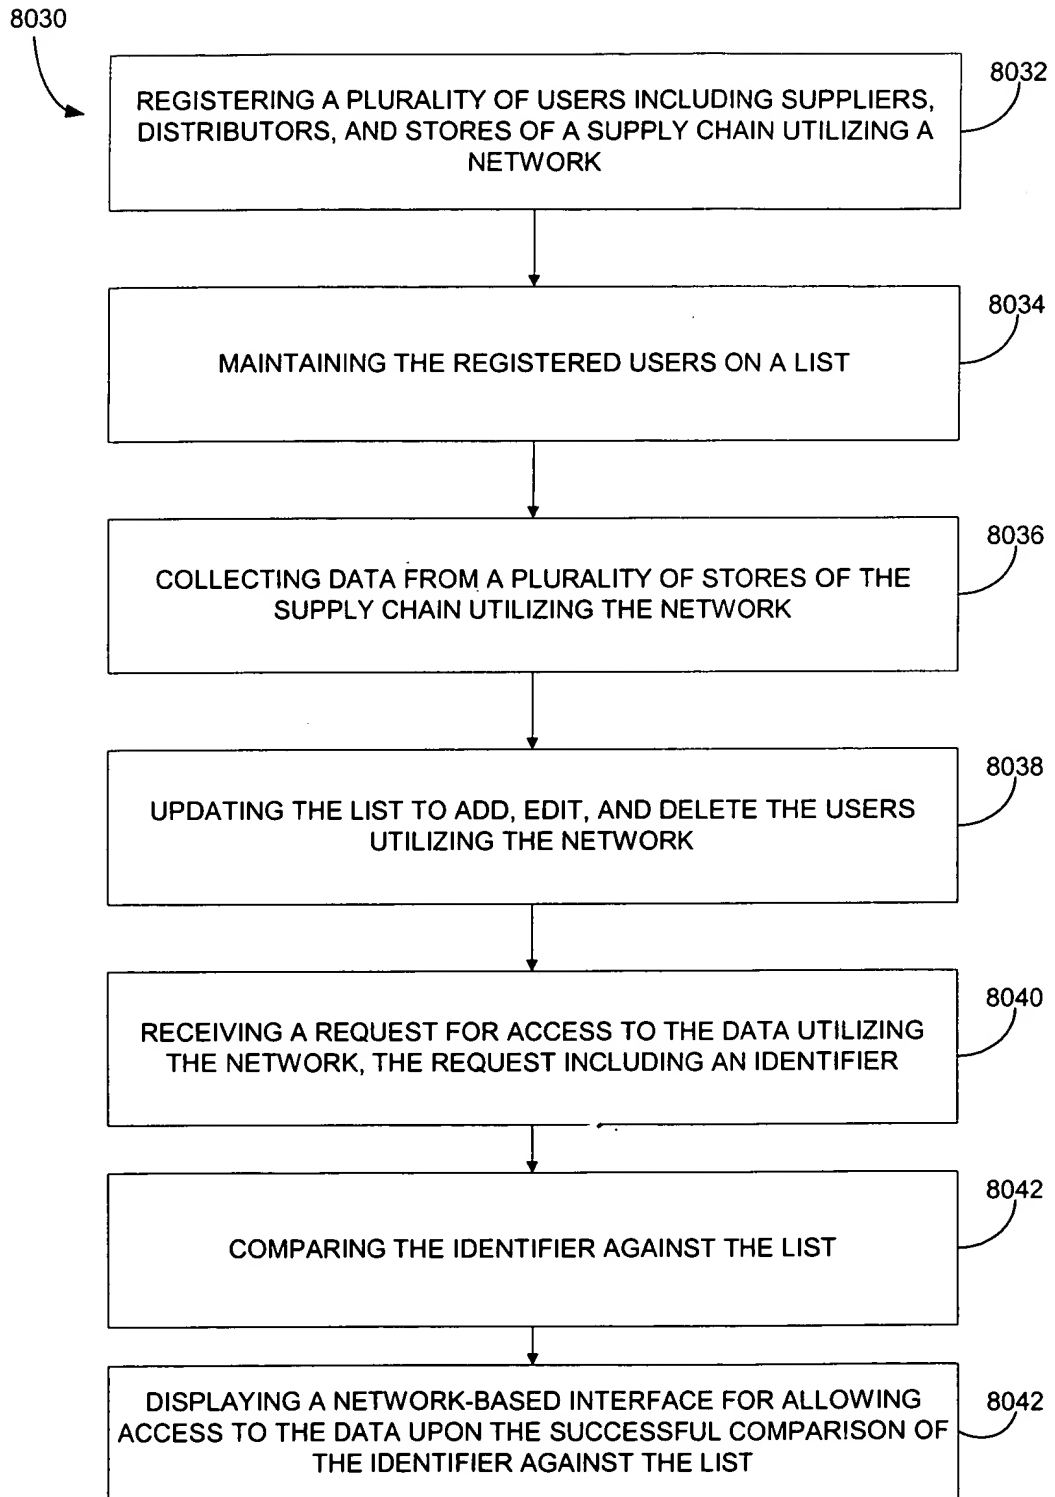 8030
8032
REGISTERING A PLURALITY OF USERS INCLUDING SUPPLIERS,
DISTRIBUTORS, AND STORES OF A SUPPLY CHAIN UTILIZING A
NETWORK
8034
MAINTAINING THE REGISTERED USERS ON A LIST
8036
COLLECTING DATA FROM A PLURALITY OF STORES OF THE
SUPPLY CHAIN UTILIZING THE NETWORK
8038
UPDATING THE LIST TO ADD, EDIT, AND DELETE THE USERS
UTILIZING THE NETWORK
8040
RECEIVING A REQUEST FOR ACCESS TO THE DATA UTILIZING
THE NETWORK, THE REQUEST INCLUDING AN IDENTIFIER
8042
COMPARING THE IDENTIFIER AGAINST THE LIST
8042
DISPLAYING A NETWORK-BASED INTERFACE FOR ALLOWING
ACCESS TO THE DATA UPON THE SUCCESSFUL COMPARISON OF
THE IDENTIFIER AGAINST THE LIST